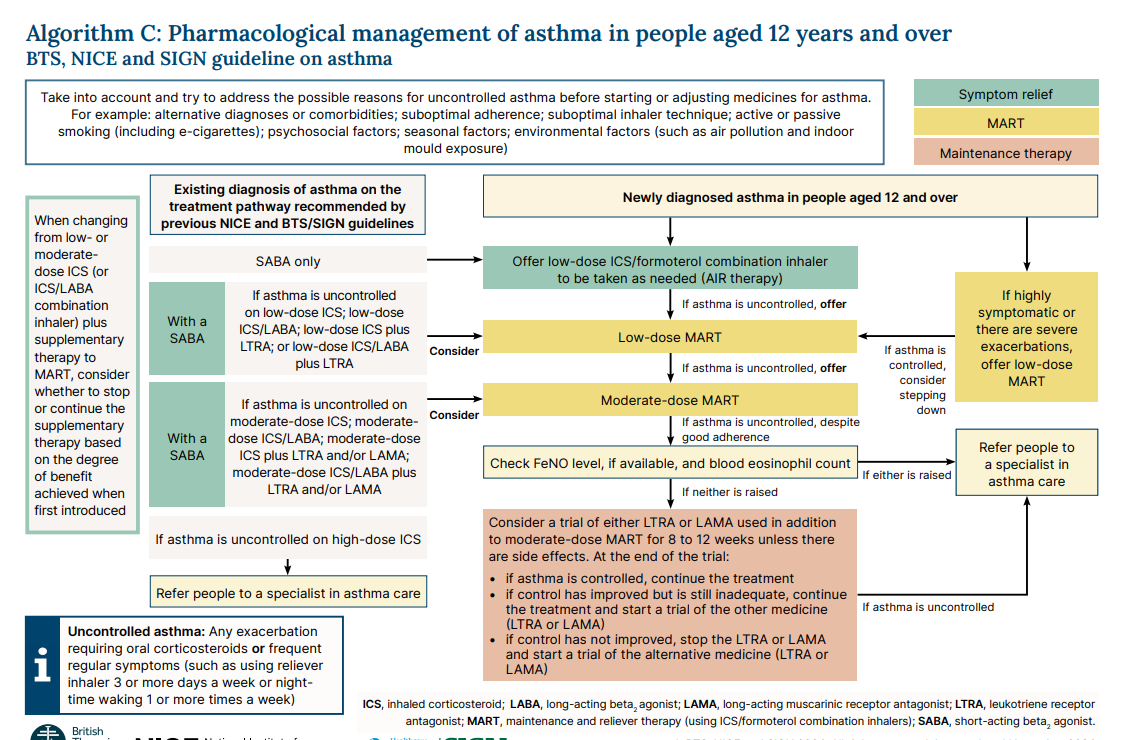 Algorithm C: Pharmacological management of asthma in people aged 12 years and over
BTS, NICE and SIGN guideline on asthma
Take into account and try to address the possible reasons for uncontrolled asthma before starting or adjusting medicines for asthma.
For example: alternative diagnoses or comorbidities; suboptimal adherence; suboptimal inhaler technique; active or passive
smoking (including e-cigarettes); psychosocial factors; seasonal factors; environmental factors (such as air pollution and indoor
mould exposure)
Symptom relief
MART
Maintenance therapy
When changing
from low- or
moderate-
dose ICS (or
ICS/LABA
combination
inhaler) plus
supplementary
therapy to
MART, consider
whether to stop
or continue the
supplementary
therapy based
on the degree
of benefit
achieved when
first introduced
Existing diagnosis of asthma on the
treatment pathway recommended by
previous NICE and BTS/SIGN guidelines
SABA only
With a
SABA
If asthma is uncontrolled
on low-dose ICS; low-dose
ICS/LABA; low-dose ICS plus
LTRA; or low-dose ICS/LABA
plus LTRA
Consider
With a
SABA
If asthma is uncontrolled on
moderate-dose ICS; moderate-
dose ICS/LABA; moderate-dose
ICS plus LTRA and/or LAMA;
moderate-dose ICS/LABA plus
LTRA and/or LAMA
Consider
If asthma is uncontrolled on high-dose ICS
Refer people to a specialist in asthma care
Newly diagnosed asthma in people aged 12 and over
Offer low-dose ICS/formoterol combination inhaler
to be taken as needed (AIR therapy)
If asthma is uncontrolled, offer
Low-dose MART
If asthma is uncontrolled, offer
Moderate-dose MART
If asthma is uncontrolled, despite
good adherence
Check FeNO level, if available, and blood eosinophil count
If either is raised
If neither is raised
Consider a trial of either LTRA or LAMA used in addition
to moderate-dose MART for 8 to 12 weeks unless there
are side effects. At the end of the trial:
• if asthma is controlled, continue the treatment
• if control has improved but is still inadequate, continue
the treatment and start a trial of the other medicine
(LTRA or LAMA)
• if control has not improved, stop the LTRA or LAMA
and start a trial of the alternative medicine (LTRA or
LAMA)
If asthma is uncontrolled
If highly
symptomatic or
there are severe
exacerbations,
offer low-dose
MART
If asthma is
controlled,
consider
stepping
down
Refer people to
a specialist in
asthma care
i
Uncontrolled asthma: Any exacerbation
requiring oral corticosteroids or frequent
regular symptoms (such as using reliever
inhaler 3 or more days a week or night-
time waking 1 or more times a week)
ICS, inhaled corticosteroid; LABA, long-acting beta2 agonist; LAMA, long-acting muscarinic receptor antagonist; LTRA, leukotriene receptor
antagonist; MART, maintenance and reliever therapy (using ICS/formoterol combination inhalers); SABA, short-acting beta2 agonist.
British